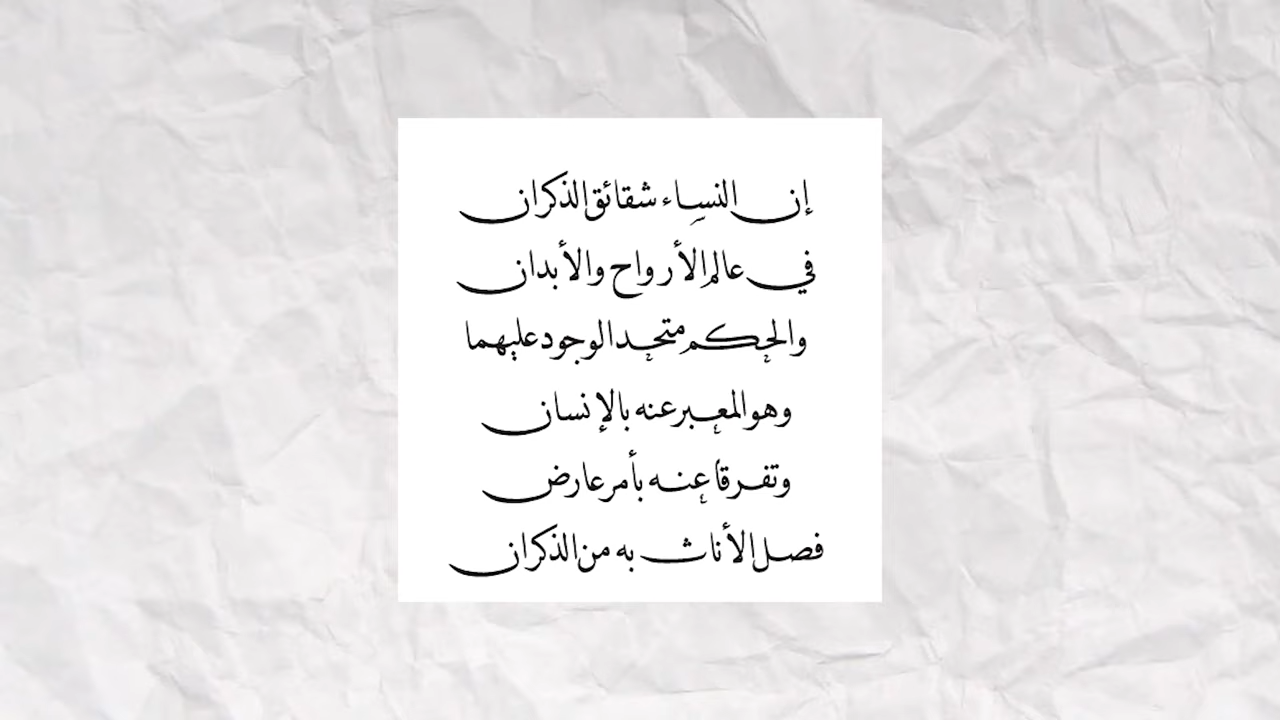 إن النساء شقائق الذكران
في عالم الأرواح والأبدان
والحكم متحد الوجود عليهما
وهو المعبر عنه بالإنسان
وتفرقا عنه بأمر عارض
فصل الأناث به من الذكران